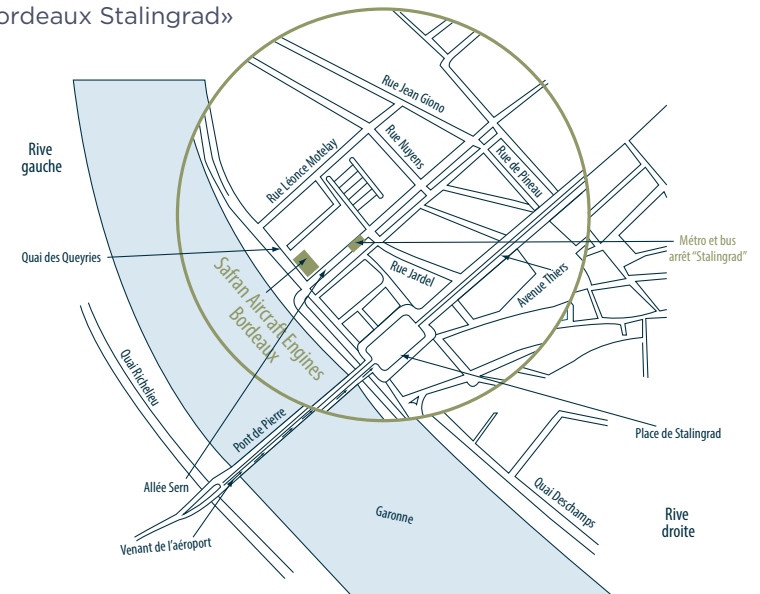 ordeaux Stalingrad»
Rue Jean Giono
Rive
gauche
Rue Nuyens
Rue Léonce Motelay
Rue de Pineau
Quai des Queyries
Métro et bus
arrêt "Stalingrad"
Safran Aircraft Engines
Bordeaux
Rue Jardel
Avenue Thiers
Quai Richelieu
Pont de Pierre
Place de Stalingrad
Allée Sern
Quai Deschamps
Garonne
Rive
droite
Venant de l'aéroport